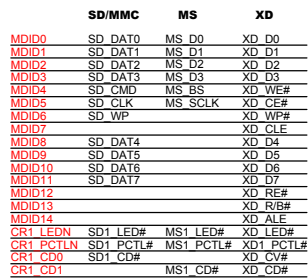 SD/MMC MS XD
MDID0 SD_DAT0 MS_D0 XD_D0
MDID1 SD_DAT1 MS_D1 XD_D1
MDID2 SD_DAT2 MS_D2 XD_D2
MDID3 SD_DAT3 MS_D3 XD_D3
MDID4 SD_CMD MS_BS XD_WE#
MDID5 SD_CLK MS_SCLK XD_CE#
MDID6 SD_WP XD_WP#
MDID7 XD_CLE
MDID8 SD_DAT4 XD_D4
MDID9 SD_DAT5 XD_D5
MDID10 SD_DAT6 XD_D6
MDID11 SD_DAT7 XD_D7
MDID12 XD_RE#
MDID13 XD_R/B#
MDID14 XD_ALE
CR1_LEDN SD1_LED# MS1_LED# XD_LED#
CR1_PCTLN SD1_PCTL# MS1_PCTL# XD1_PCTL#
CR1_CD0 SD1_CD# XD_CV#
CR1_CD1 MS1_CD# XD_CD#